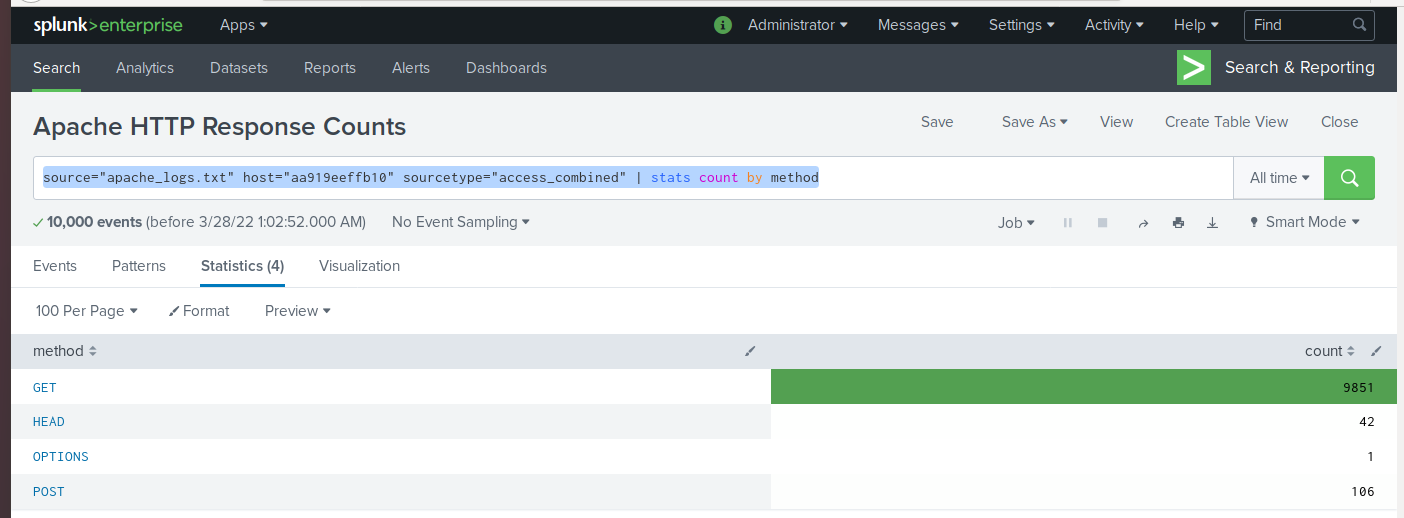 splunk>enterprise Apps Administrator Messages Settings Activity Help Find
Search Analytics Datasets Reports Alerts Dashboards Search & Reporting
Apache HTTP Response Counts Save Save As View Create Table View Close
source="apache_logs.txt" host="aa919eeffb10" sourcetype="access_combined" | stats count by method All time
10,000 events (before 3/28/22 1:02:52.000 AM) No Event Sampling Job Smart Mode
Events Patterns Statistics (4) Visualization
100 Per Page Format Preview
method count
GET 9851
HEAD 42
OPTIONS 1
POST 106